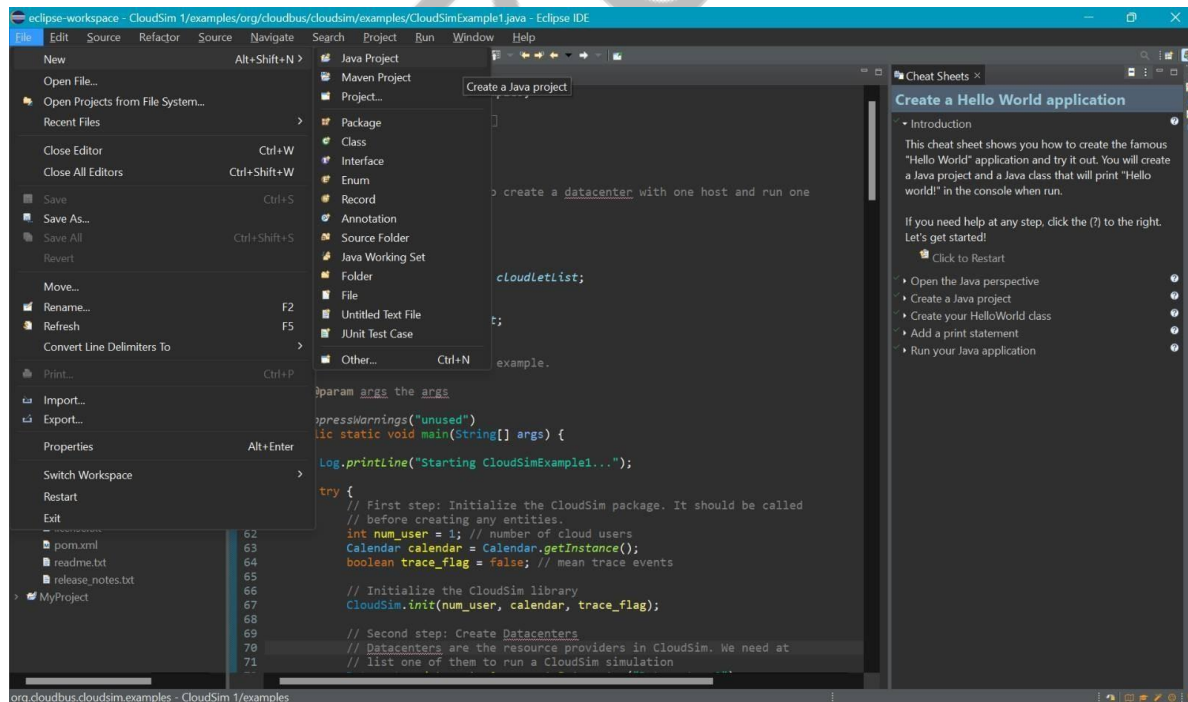 eclipse-workspace - CloudSim 1/examples/org/cloudbus/cloudsim/examples/CloudSimExample1.java - Eclipse IDE
File Edit Source Refactor Source Navigate Search Project Run Window Help
New Alt+Shift+N >
Open File...
Open Projects from File System...
Recent Files >
Close Editor Ctrl+W
Close All Editors Ctrl+Shift+W
Save Ctrl+S
Save As...
Save All Ctrl+Shift+S
Revert
Move...
Rename... F2
Refresh F5
Convert Line Delimiters To >
Print... Ctrl+P
Import...
Export...
Properties Alt+Enter
Switch Workspace >
Restart
Exit
Java Project
Maven Project
Project...
Create a Java project
Package
Class
Interface
Enum
Record
Annotation
Source Folder
Java Working Set
Folder
File
Untitled Text File
JUnit Test Case
Other... Ctrl+N
create a datacenter with one host and run one
cloudletList;
t;
example.
@param args the args
ppressWarnings("unused")
lic static void main(String[] args) {
Log.printLine("Starting CloudSimExample1...");
try {
// First step: Initialize the CloudSim package. It should be called
// before creating any entities.
62 int num_user = 1; // number of cloud users
63 Calendar calendar = Calendar.getInstance();
64 boolean trace_flag = false; // mean trace events
65
66 // Initialize the CloudSim library
67 CloudSim.init(num_user, calendar, trace_flag);
68
69 // Second step: Create Datacenters
70 // Datacenters are the resource providers in CloudSim. We need at
71 // list one of them to run a CloudSim simulation
pom.xml
readme.txt
release_notes.txt
> MyProject
Cheat Sheets ×
Create a Hello World application
Introduction
This cheat sheet shows you how to create the famous
"Hello World" application and try it out. You will create
a Java project and a Java class that will print "Hello
world!" in the console when run.
If you need help at any step, click the (?) to the right.
Let's get started!
Click to Restart
Open the Java perspective
Create a Java project
Create your HelloWorld class
Add a print statement
Run your Java application
org.cloudbus.cloudsim.examples - CloudSim 1/examples